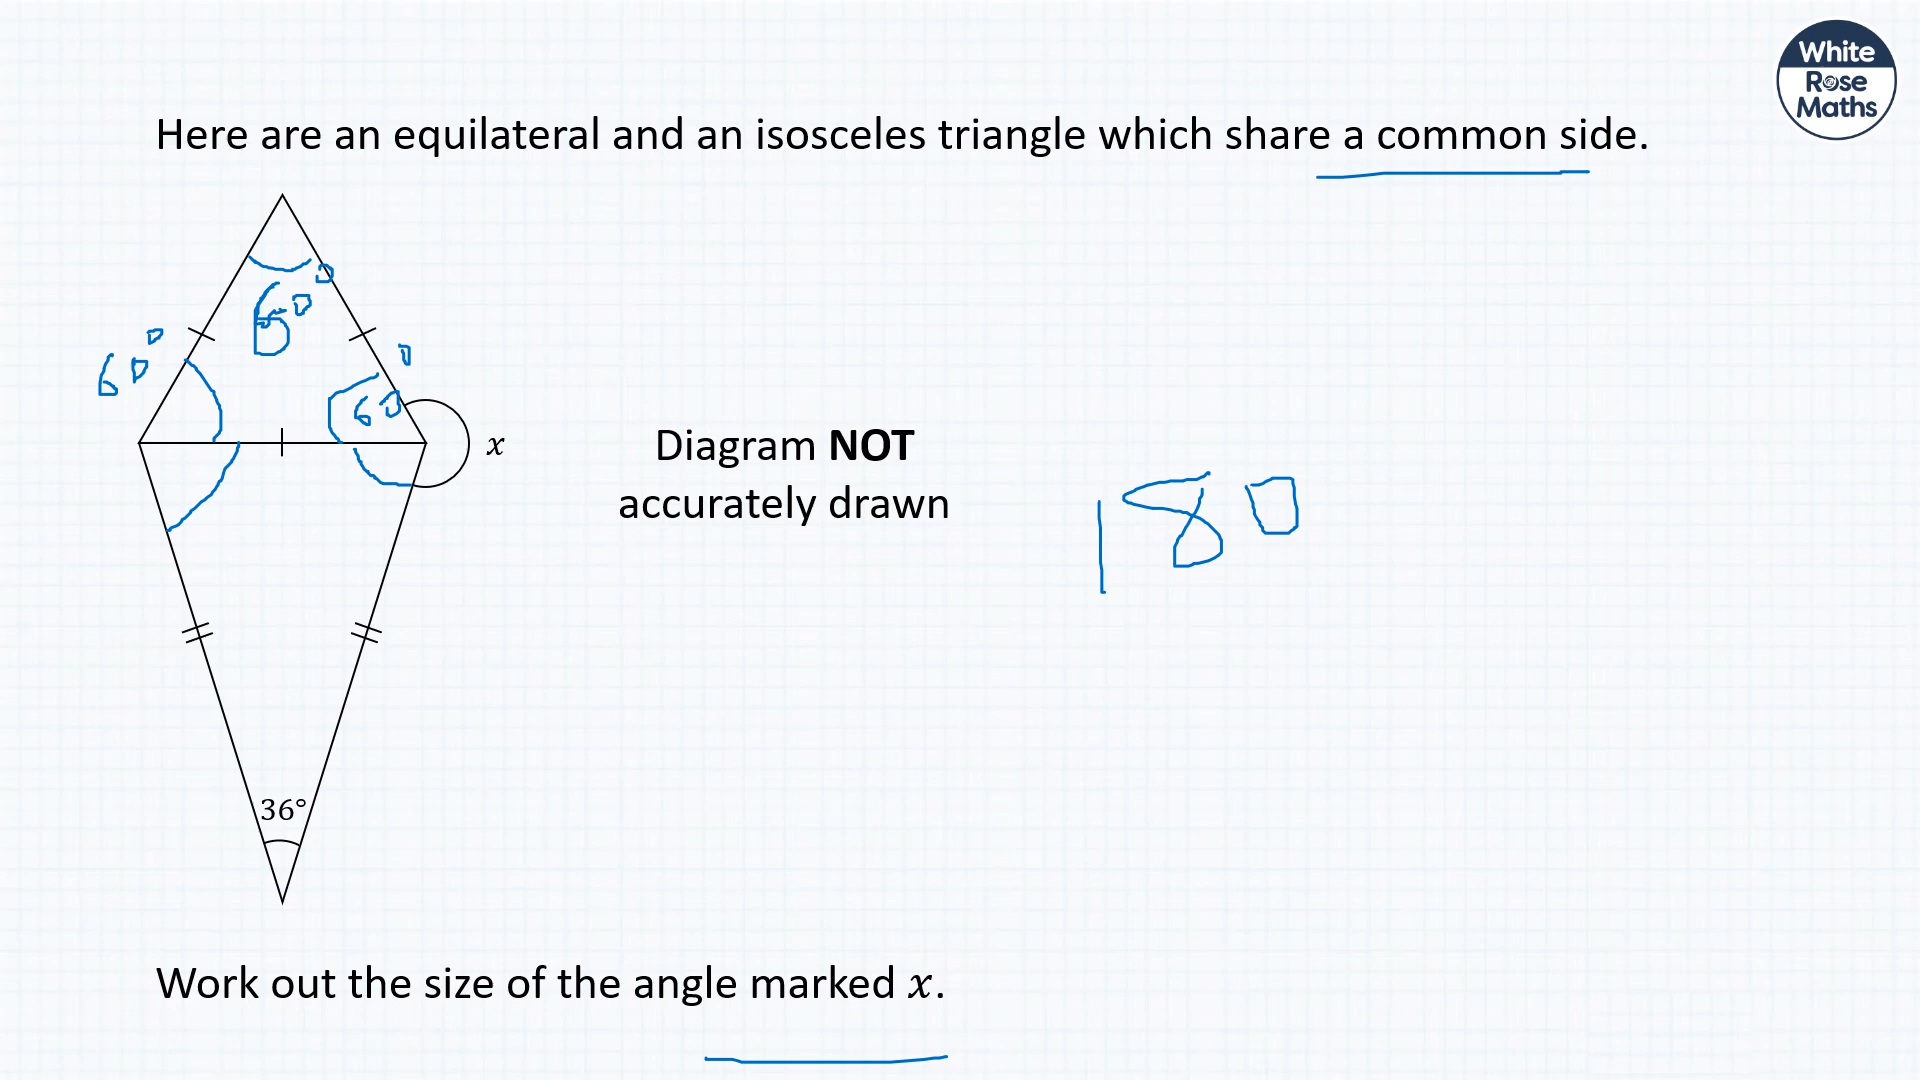 White
Rose
Maths
Here are an equilateral and an isosceles triangle which share a common side.
60°
60°
60°
x
Diagram NOT
accurately drawn
180
36°
Work out the size of the angle marked x.